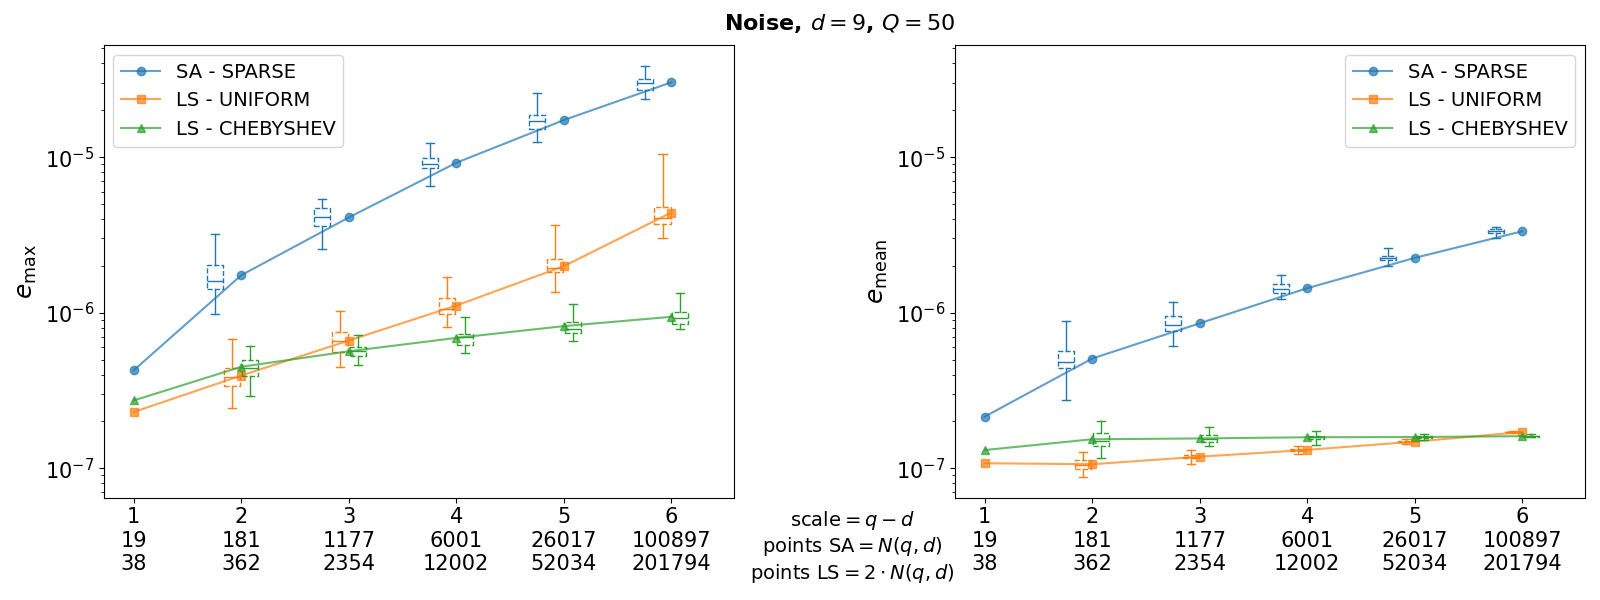 Noise, d = 9, Q = 50
SA - SPARSE
LS - UNIFORM
LS - CHEBYSHEV
e_max
10^-5
10^-6
10^-7
1 2 3 4 5 6
19 181 1177 6001 26017 100897
38 362 2354 12002 52034 201794
scale = q − d
points SA = N(q, d)
points LS = 2 · N(q, d)
SA - SPARSE
LS - UNIFORM
LS - CHEBYSHEV
e_mean
10^-5
10^-6
10^-7
1 2 3 4 5 6
19 181 1177 6001 26017 100897
38 362 2354 12002 52034 201794